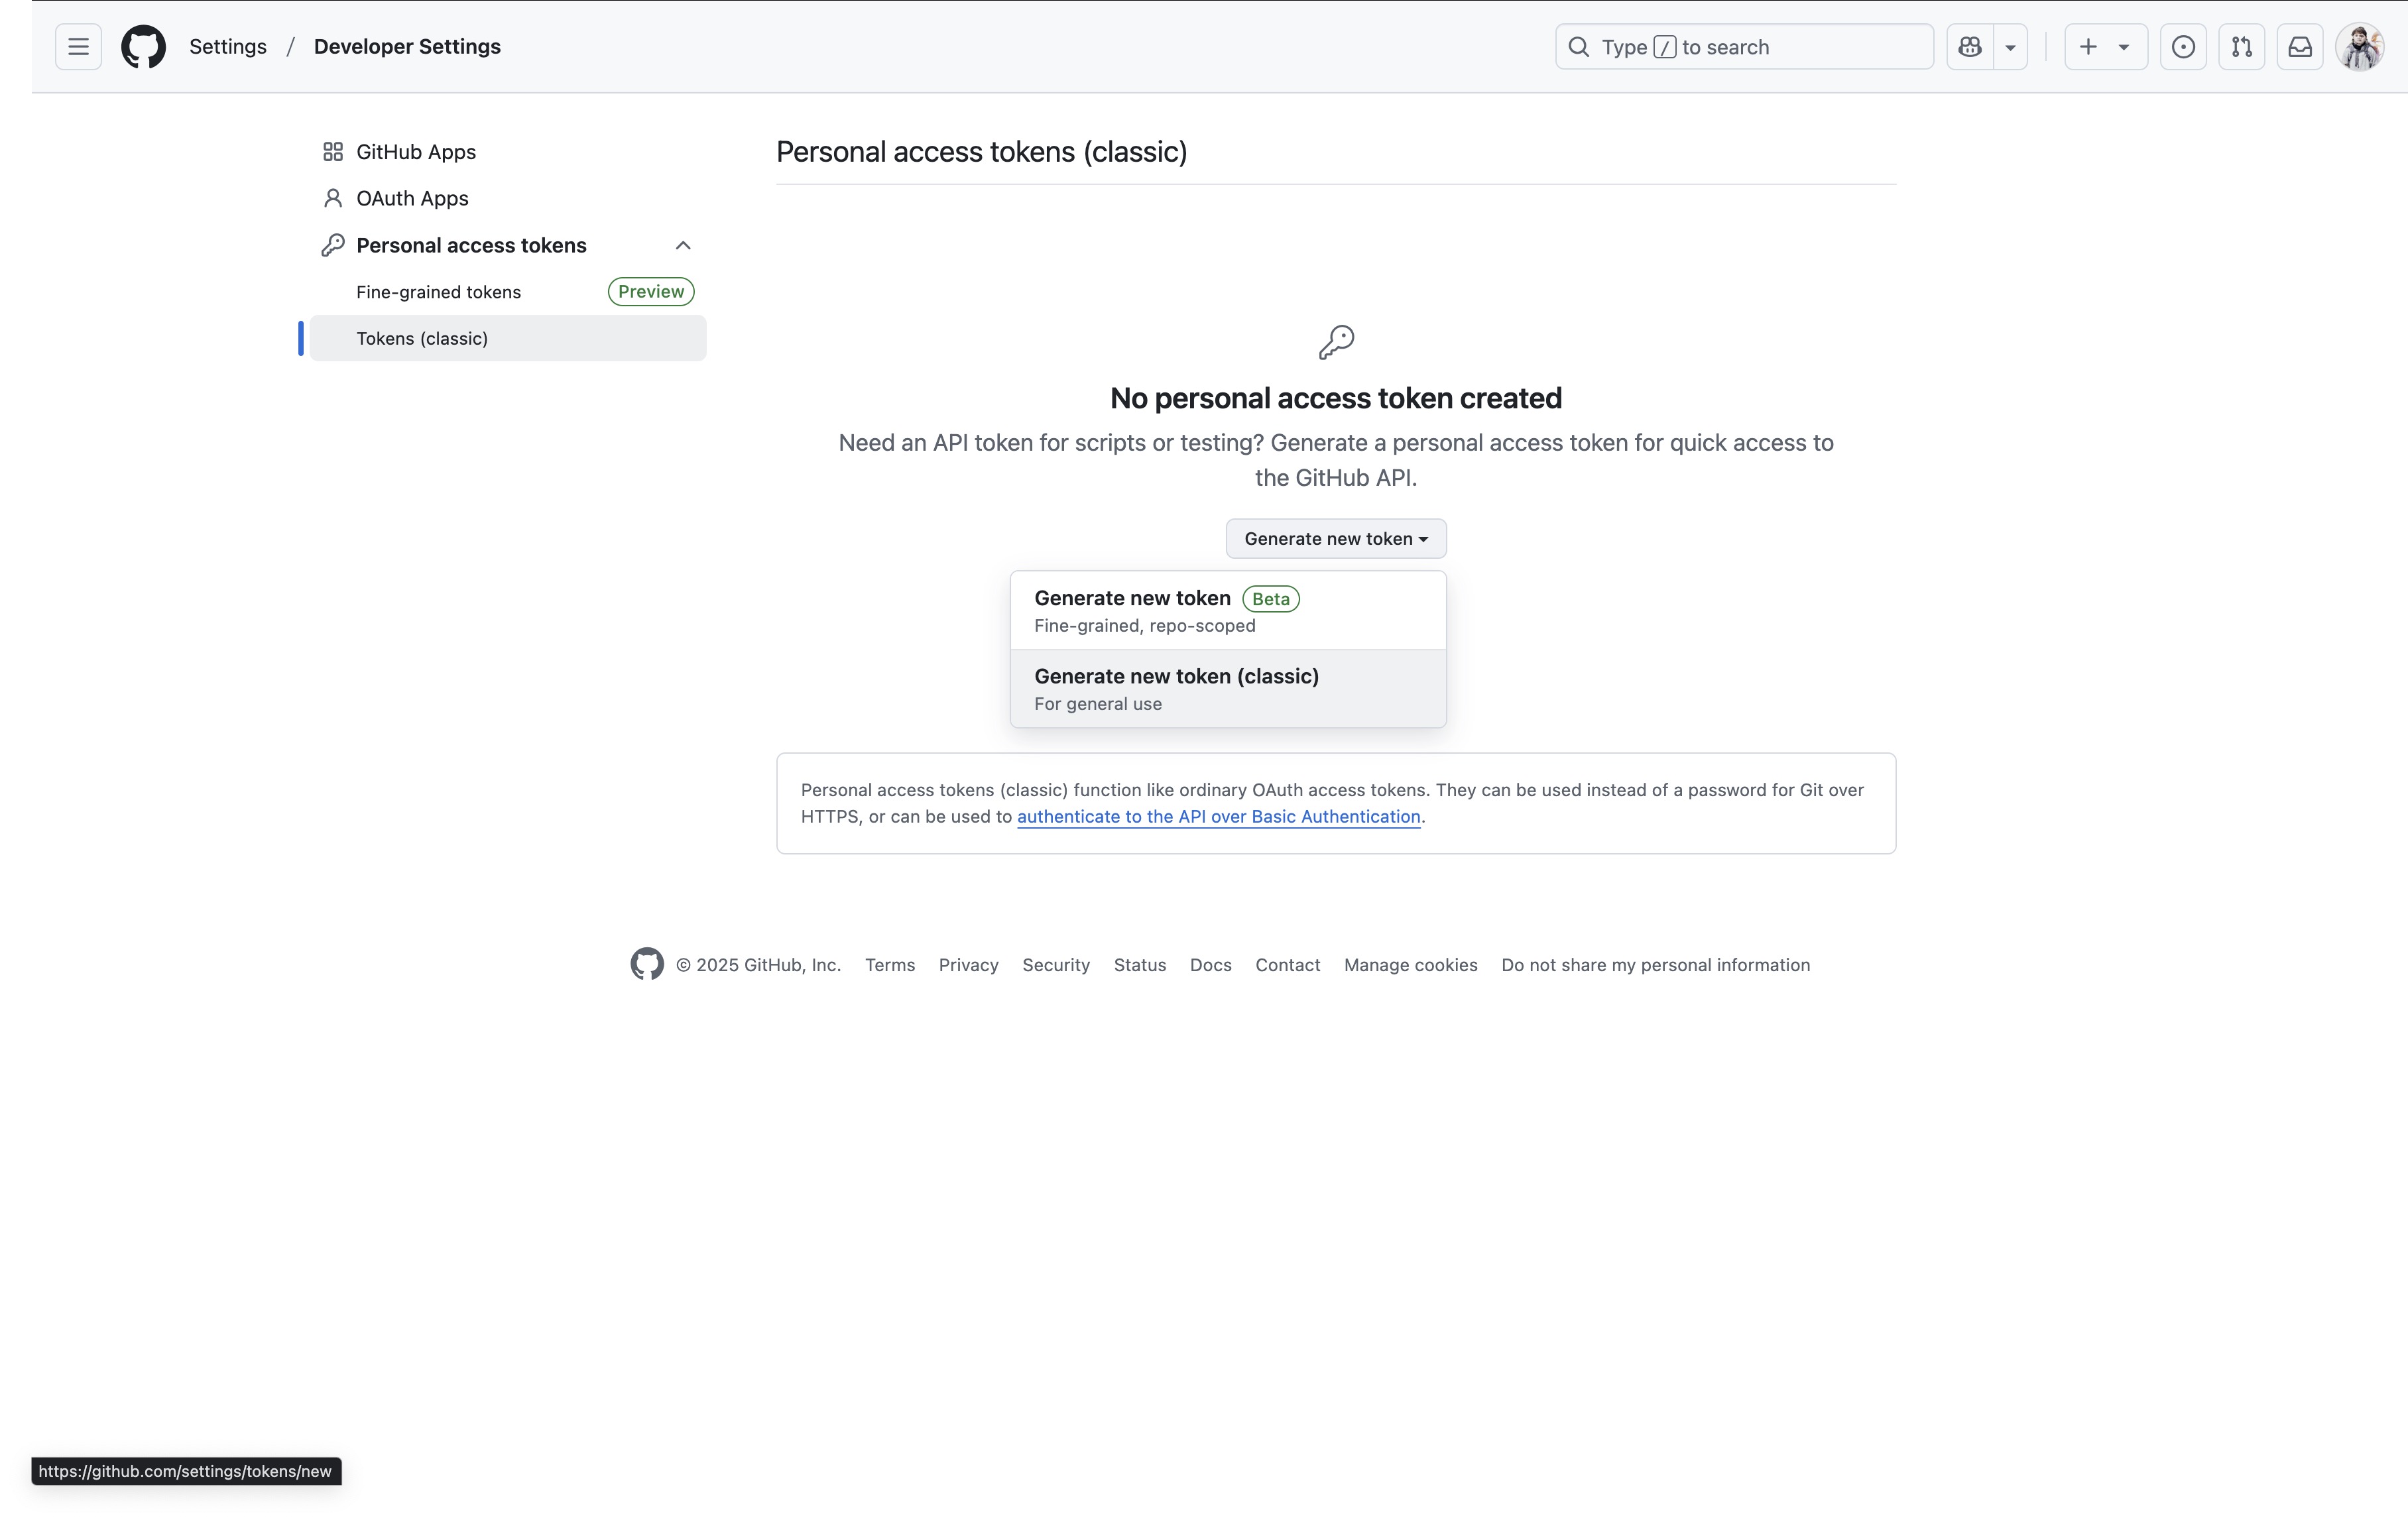 Settings / Developer Settings
Type / to search
GitHub Apps
OAuth Apps
Personal access tokens
Fine-grained tokens Preview
Tokens (classic)
Personal access tokens (classic)
No personal access token created
Need an API token for scripts or testing? Generate a personal access token for quick access to
the GitHub API.
Generate new token
Generate new token Beta
Fine-grained, repo-scoped
Generate new token (classic)
For general use
Personal access tokens (classic) function like ordinary OAuth access tokens. They can be used instead of a password for Git over
HTTPS, or can be used to authenticate to the API over Basic Authentication.
© 2025 GitHub, Inc. Terms Privacy Security Status Docs Contact Manage cookies Do not share my personal information
https://github.com/settings/tokens/new